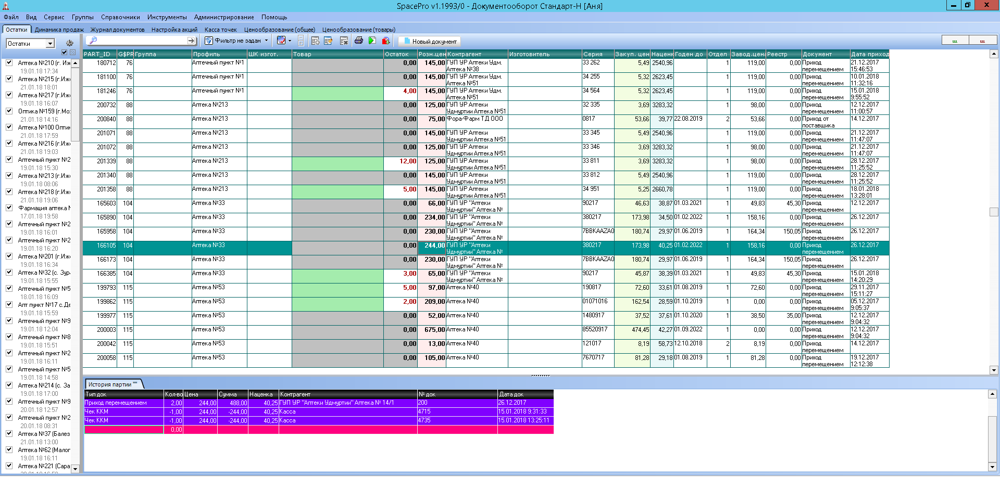 SpacePro v1.1993/0 - Документооборот Стандарт-Н [Аня]
Файл Вид Сервис Группы Справочники Инструменты Администрирование Помощь
Остатки Динамика продаж Журнал документов Настройка акций Касса точек Ценообразование (общее) Ценообразование (товары)
Остатки Фильтр не задан Новый документ ... ...
Аптека №210 (г. Иж
19.01.18 17:34
Аптека №215 (г.Иже
21.01.18 18:01
Аптека №217 (г.Иже
19.01.18 16:07
Оптика №159 (г.Мо
21.01.18 14:16
Аптека №100 Оптик
21.01.18 17:59
Аптека №216 (г.Иже
21.01.18 19:03
Аптечный пункт №2
19.01.18 15:30
Аптека №213 (г.Иже
19.01.18 08:06
Аптека №218 (г.Иже
21.01.18 19:06
Фармация аптека №
17.01.18 19:58
Аптечный пункт №2
19.01.18 16:01
Аптечный пункт №2
19.01.18 16:20
Аптека №201 (г.Иже
19.01.18 16:34
Аптека №32 (с. Зур
19.01.18 15:55
Аптечный пункт №5
18.01.18 16:09
Апт пункт №17 с.Де
19.01.18 15:59
Аптечный пункт №9
19.01.18 12:04
Аптечный пункт №8
19.01.18 15:51
Аптечный пункт №2
19.01.18 16:11
Аптечный пункт №5
19.01.18 14:58
Аптека №214 (с. За
19.01.18 17:00
Аптечный пункт №9
20.01.18 12:57
Аптечный пункт №2
20.01.18 08:31
Аптека №37 (Балез
21.01.18 13:00
Аптека №62 (Малог
19.01.18 16:11
Аптека №221 (Сара
PART_ID G$PR Группа Профиль ШК изгот. Товар Остаток Розн.цен Контрагент Изготовитель Серия Закуп. цен Наценк Годен до Отдел Завод.цена Реестр Документ Дата приход
180712 76 Аптечный пункт №1 0,00 145,00 ГУП УР Аптеки Удм. 33 262 5,49 2540,96 1 119,00 0,00 Приход 21.12.2017
Аптека №38 перемещением 15:46:53
181100 76 Аптечный пункт №1 0,00 145,00 ГУП УР Аптеки Удм. 34 255 5,32 2623,45 1 119,00 0,00 Приход 10.01.2018
Аптека №51 перемещением 11:32:16
181246 76 Аптечный пункт №1 4,00 145,00 ГУП УР Аптеки Удм. 34 564 5,32 2623,45 1 119,00 0,00 Приход 15.01.2018
Аптека №51 перемещением 9:55:52
200732 88 Аптека №213 0,00 125,00 ГУП УР Аптеки 32 335 3,69 3283,32 1 98,00 0,00 Приход 12.12.2017
Удмуртии Аптека №51 перемещением 11:00:57
200840 88 Аптека №213 0,00 75,00 Фора-Фарм ТД ООО 0817 53,66 39,77 22.08.2019 2 53,66 0,00 Приход от 14.12.2017
поставщика
201071 88 Аптека №213 0,00 145,00 ГУП УР Аптеки 33 345 5,49 2540,96 1 119,00 0,00 Приход 21.12.2017
Удмуртии Аптека №51 перемещением 11:47:07
201072 88 Аптека №213 0,00 125,00 ГУП УР Аптеки 33 346 3,69 3283,32 1 98,00 0,00 Приход 21.12.2017
Удмуртии Аптека №51 перемещением 11:47:07
201339 88 Аптека №213 12,00 125,00 ГУП УР Аптеки 33 811 3,69 3283,32 1 98,00 0,00 Приход 28.12.2017
Удмуртии Аптека №51 перемещением 11:25:52
201340 88 Аптека №213 0,00 145,00 ГУП УР Аптеки 33 812 5,49 2540,96 1 119,00 0,00 Приход 28.12.2017
Удмуртии Аптека №51 перемещением 11:25:52
201358 88 Аптека №213 5,00 145,00 ГУП УР Аптеки 34 951 5,25 2660,78 1 119,00 0,00 Приход 18.01.2018
Удмуртии Аптека №51 перемещением 13:28:01
165603 104 Аптека №33 0,00 66,00 ГУП УР "Аптеки 90217 46,63 38,87 01.03.2021 1 49,83 45,30 Приход 12.12.2017
Удмуртии" Аптека № перемещением
165890 104 Аптека №33 0,00 234,00 ГУП УР "Аптеки 380217 173,98 34,50 01.02.2022 1 158,16 0,00 Приход 26.12.2017
Удмуртии" Аптека № перемещением
165958 104 Аптека №33 0,00 230,00 ГУП УР "Аптеки 7BBKAAZA0 180,74 29,97 01.06.2019 1 164,34 150,05 Приход 26.12.2017
Удмуртии" Аптека № перемещением
166105 104 Аптека №33 0,00 244,00 ГУП УР "Аптеки 380217 173,98 40,25 01.02.2022 1 158,16 0,00 Приход 26.12.2017
Удмуртии" Аптека № перемещением
166173 104 Аптека №33 0,00 230,00 ГУП УР "Аптеки 7BBKAAZA0 180,74 29,97 01.06.2019 1 164,34 150,05 Приход 26.12.2017
Удмуртии" Аптека № перемещением
166385 104 Аптека №33 3,00 65,00 ГУП УР "Аптеки 90217 45,87 38,39 01.03.2021 1 49,83 45,30 Приход 15.01.2018
Удмуртии" Аптека № перемещением 14:20:29
199793 115 Аптека №53 5,00 97,00 Аптека №40 190817 72,60 33,61 01.08.2019 1 72,60 0,00 Приход 29.11.2017
перемещением 15:11:27
199862 115 Аптека №53 2,00 209,00 Аптека №40 01071016 162,54 28,59 01.10.2019 1 0,00 0,00 Приход 05.12.2017
перемещением 9:05:37
199977 115 Аптека №53 0,00 52,00 Аптека №40 1480917 37,52 37,61 01.10.2020 1 38,50 35,00 Приход 12.12.2017
перемещением 9:04:32
200003 115 Аптека №53 0,00 675,00 Аптека №40 85520917 474,45 42,27 01.09.2022 1 0,00 0,00 Приход 12.12.2017
перемещением 9:04:32
200042 115 Аптека №53 0,00 13,00 Аптека №40 121017 8,19 58,73 12.10.2018 2 8,19 0,00 Приход 14.12.2017
перемещением
200058 115 Аптека №53 0,00 105,00 Аптека №40 7670717 81,28 29,18 01.08.2019 1 81,28 0,00 Приход 19.12.2017
перемещением 12:12:38
История партии ""
Тип док Кол-во Цена Сумма Наценка Контрагент № док Дата док
Приход перемещением 2,00 244,00 488,00 40,25 ГУП УР "Аптеки Удмуртии" Аптека № 14/1 200 26.12.2017
Чек ККМ -1,00 244,00 -244,00 40,25 Касса 4715 15.01.2018 9:31:33
Чек ККМ -1,00 244,00 -244,00 40,25 Касса 4735 15.01.2018 13:25:11
0,00